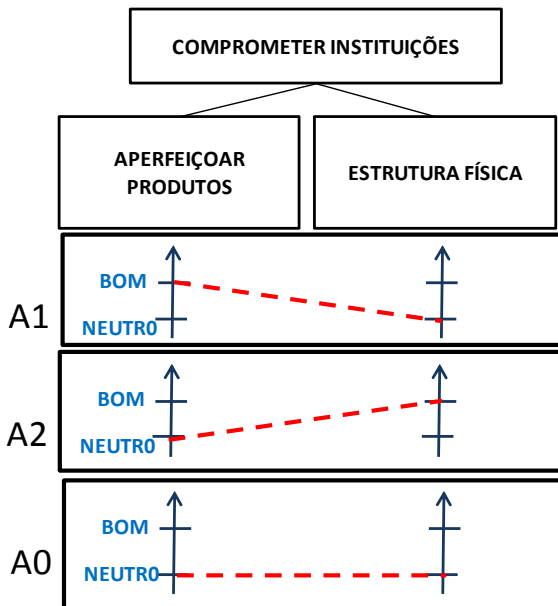 COMPROMETER INSTITUIÇÕES
APERFEIÇOAR
PRODUTOS
ESTRUTURA FÍSICA
A1
BOM
NEUTR0
A2
BOM
NEUTR0
A0
BOM
NEUTR0